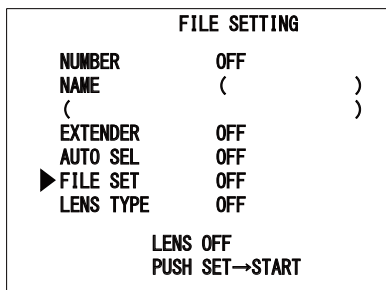 FILE SETTING
NUMBER OFF
NAME ( )
( )
EXTENDER OFF
AUTO SEL OFF
▶FILE SET OFF
LENS TYPE OFF
LENS OFF
PUSH SET→START